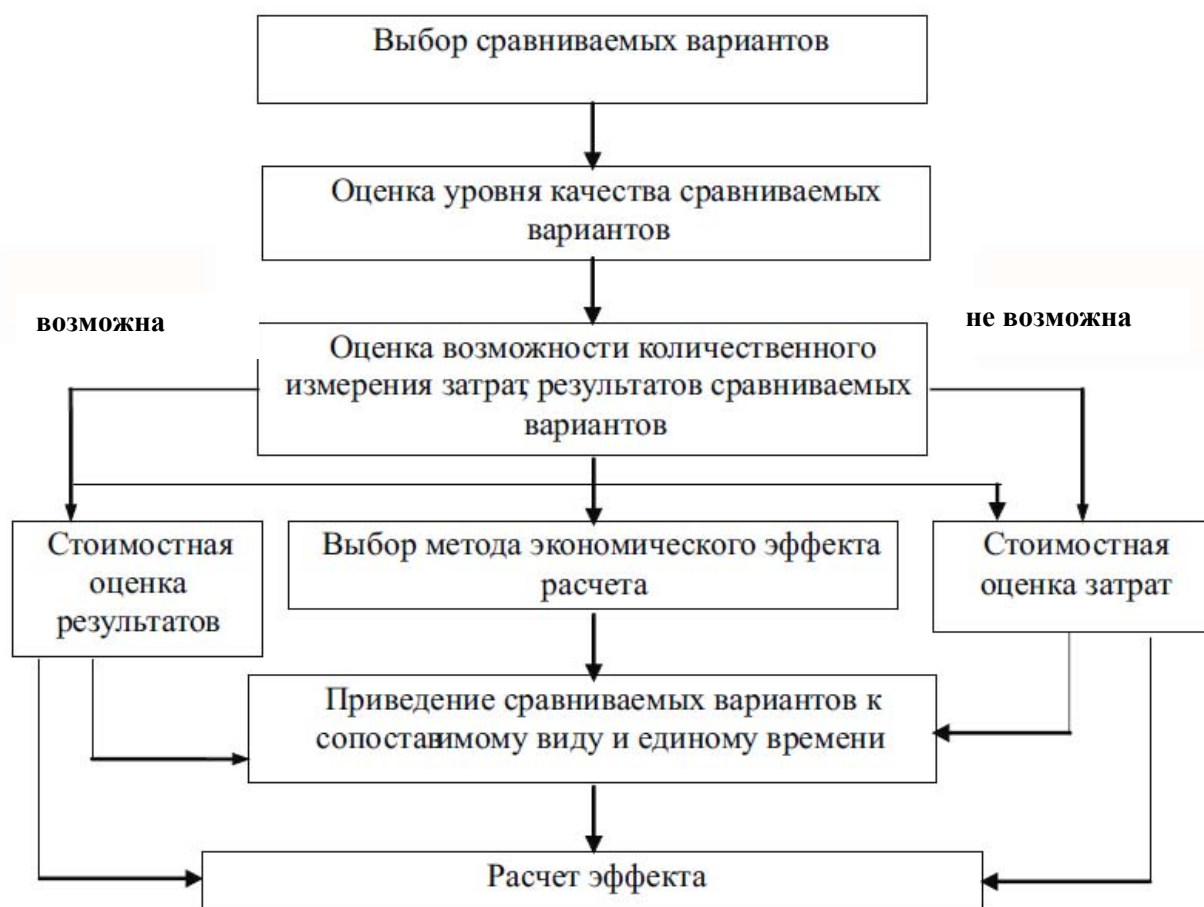 Выбор сравниваемых вариантов
Оценка уровня качества сравниваемых
вариантов
возможна
не возможна
Оценка возможности количественного
измерения затрат, результатов сравниваемых
вариантов
Стоимостная
оценка
результатов
Выбор метода экономического эффекта
расчета
Стоимостная
оценка затрат
Приведение сравниваемых вариантов к
сопоставимому виду и единому времени
Расчет эффекта